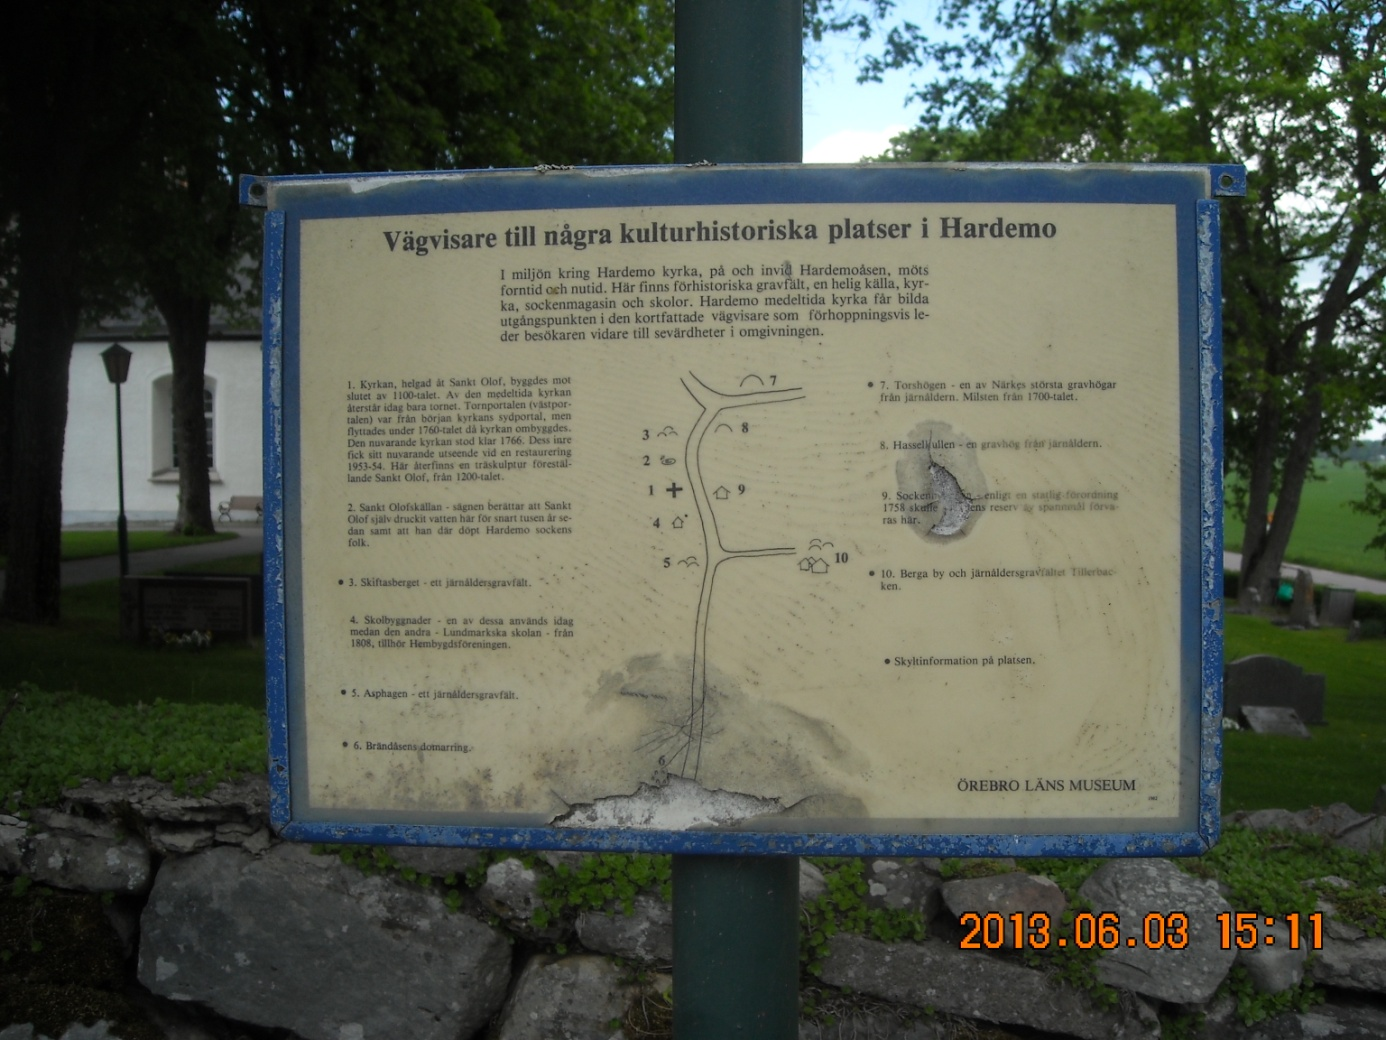 Vägvisare till några kulturhistoriska platser i Hardemo
I miljön kring Hardemo kyrka, på och invid Hardemoåsen, möts
forntid och nutid. Här finns förhistoriska gravfält, en helig källa, kyr-
ka, sockenmagasin och skolor. Hardemo medeltida kyrka får bilda
utgångspunkten i den kortfattade vägvisare som förhoppningsvis le-
der besökaren vidare till sevärdheter i omgivningen.
1. Kyrkan, helgad åt Sankt Olof, byggdes mot
slutet av 1100-talet. Av den medeltida kyrkan
återstår idag bara tornet. Tornportalen (västpor-
talen) var från början kyrkans sydportal, men
flyttades under 1760-talet då kyrkan ombyggdes.
Den nuvarande kyrkan stod klar 1766. Dess inre
fick sitt nuvarande utseende vid en restaurering
1953-54. Här återfinns en träskulptur förestäl-
lande Sankt Olof, från 1200-talet.
2. Sankt Olofskällan - sägnen berättar att Sankt
Olof själv druckit vatten här för snart tusen år se-
dan samt att han där döpt Hardemo sockens
folk.
• 3. Skiftasberget - ett järnåldersgravfält.
4. Skolbyggnader - en av dessa används idag
medan den andra - Lundmarkska skolan - från
1808, tillhör Hembygdsföreningen.
• 5. Asphagen - ett järnåldersgravfält.
• 6. Brändåsens domarring.
7
8
3
2
1
9
4
5
10
6
• 7. Torshögen - en av Närkes största gravhögar
från järnåldern. Milsten från 1700-talet.
8. Hasselkullen - en gravhög från järnåldern.
9. Socken - enligt en statlig förordning
1758 skulle reserv av spannmål förva-
ras här.
• 10. Berga by och järnåldersgravfältet Tillerbac-
ken.
• Skyltinformation på platsen.
ÖREBRO LÄNS MUSEUM
2013.06.03 15:11